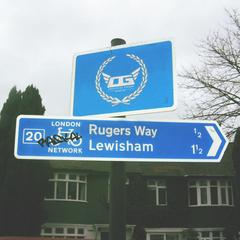 LONDON
20
NETWORK
Rugers Way ½
Lewisham 1½